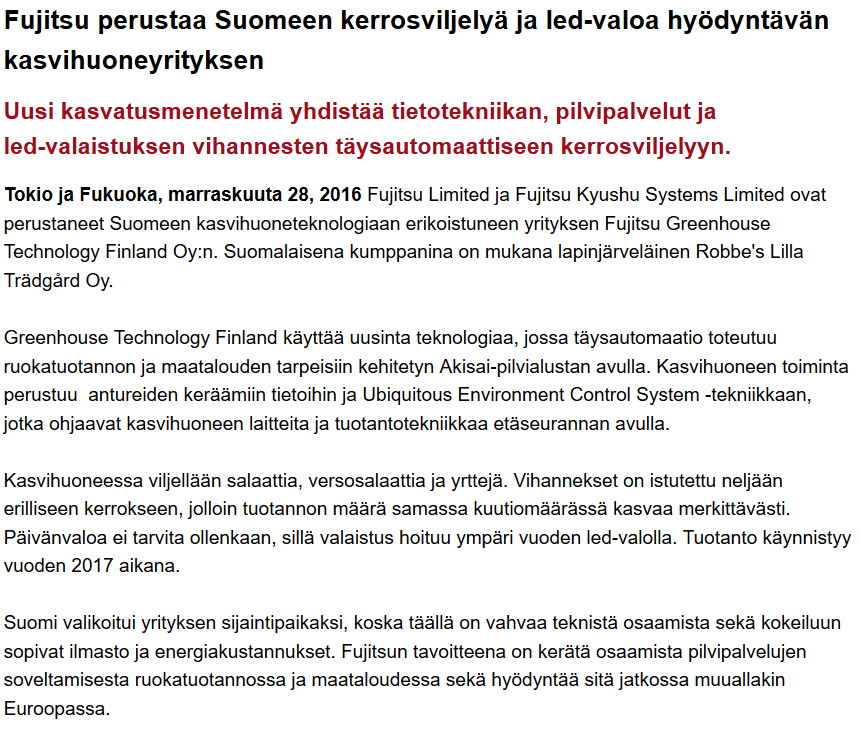 Fujitsu perustaa Suomeen kerrosviljelyä ja led-valoa hyödyntävän
kasvihuoneyrityksen
Uusi kasvatusmenetelmä yhdistää tietotekniikan, pilvipalvelut ja
led-valaistuksen vihannesten täysautomaattiseen kerrosviljelyyn.
Tokio ja Fukuoka, marraskuuta 28, 2016 Fujitsu Limited ja Fujitsu Kyushu Systems Limited ovat
perustaneet Suomeen kasvihuoneteknologiaan erikoistuneen yrityksen Fujitsu Greenhouse
Technology Finland Oy:n. Suomalaisena kumppanina on mukana lapinjärveläinen Robbe's Lilla
Trädgård Oy.
Greenhouse Technology Finland käyttää uusinta teknologiaa, jossa täysautomaatio toteutuu
ruokatuotannon ja maatalouden tarpeisiin kehitetyn Akisai-pilvialustan avulla. Kasvihuoneen toiminta
perustuu  antureiden keräämiin tietoihin ja Ubiquitous Environment Control System -tekniikkaan,
jotka ohjaavat kasvihuoneen laitteita ja tuotantotekniikkaa etäseurannan avulla.
Kasvihuoneessa viljellään salaattia, versosalaattia ja yrttejä. Vihannekset on istutettu neljään
erilliseen kerrokseen, jolloin tuotannon määrä samassa kuutiomäärässä kasvaa merkittävästi.
Päivänvaloa ei tarvita ollenkaan, sillä valaistus hoituu ympäri vuoden led-valolla. Tuotanto käynnistyy
vuoden 2017 aikana.
Suomi valikoitui yrityksen sijaintipaikaksi, koska täällä on vahvaa teknistä osaamista sekä kokeiluun
sopivat ilmasto ja energiakustannukset. Fujitsun tavoitteena on kerätä osaamista pilvipalvelujen
soveltamisesta ruokatuotannossa ja maataloudessa sekä hyödyntää sitä jatkossa muuallakin
Euroopassa.